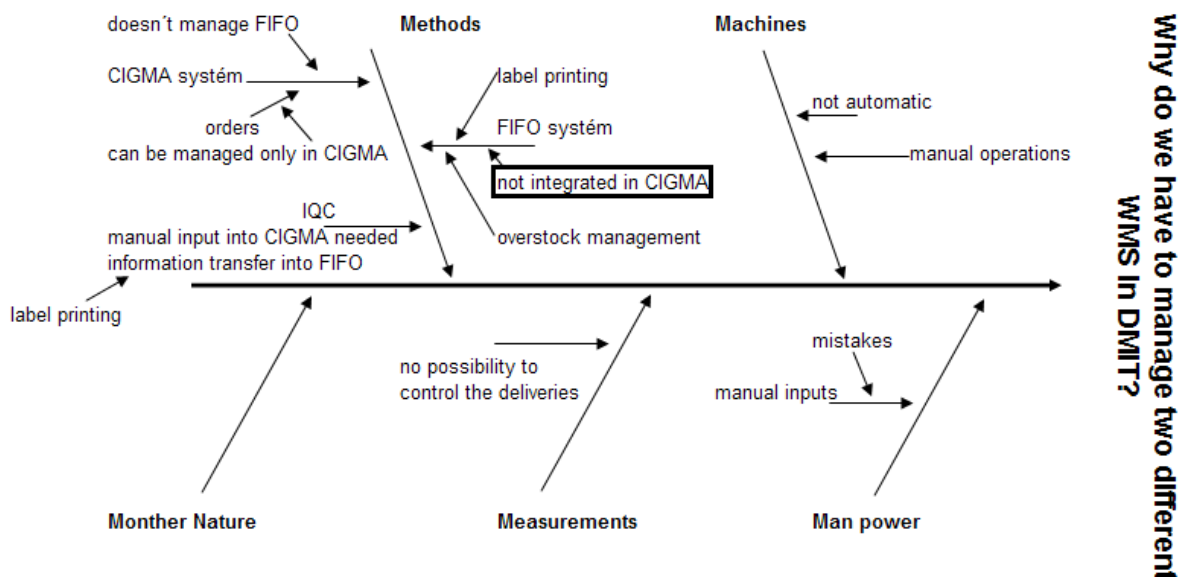 doesn´t manage FIFO
Methods
Machines
CIGMA systém
label printing
not automatic
orders
can be managed only in CIGMA
FIFO systém
manual operations
not integrated in CIGMA
IQC
manual input into CIGMA needed
information transfer into FIFO
overstock management
label printing
no possibility to
control the deliveries
mistakes
manual inputs
Monther Nature
Measurements
Man power
Why do we have to manage two different
WMS in DMIT?